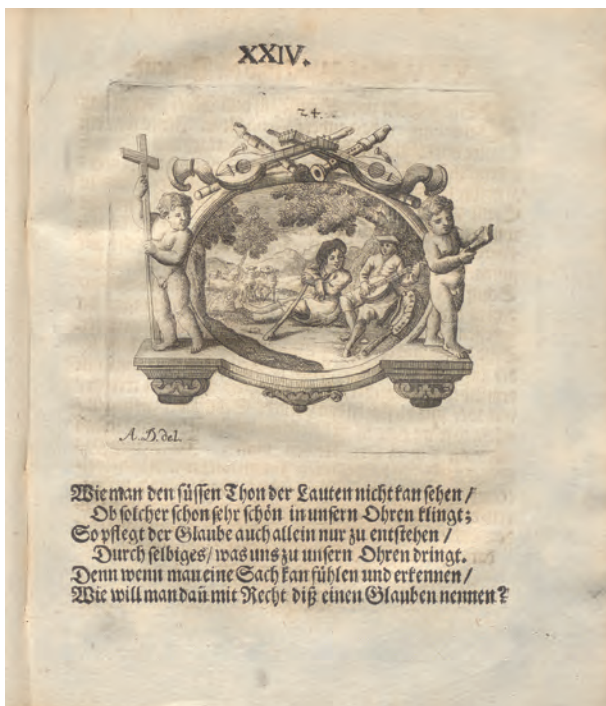 XXIV.
24.
A. D. del.
Wie man den süssen Thon der Lauten nicht kan sehen /
Ob solcher schon sehr schön in unsern Ohren klingt;
So pflegt der Glaube auch allein nur zu entstehen /
Durch selbiges / was uns zu unsern Ohren dringt.
Denn wenn man eine Sach kan fühlen und erkennen /
Wie will man dañ mit Recht diß einen Glauben nennen?